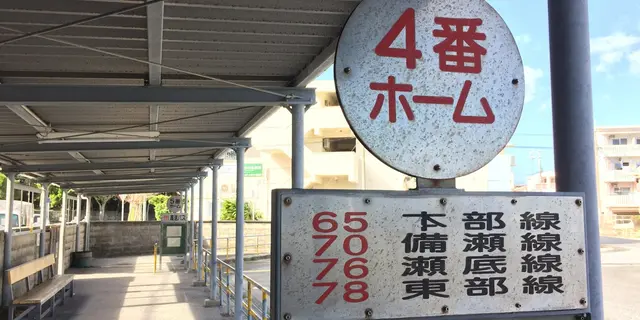 4番
ホーム
65 本部線
70 備瀬線
76 瀬底線
78 東部線